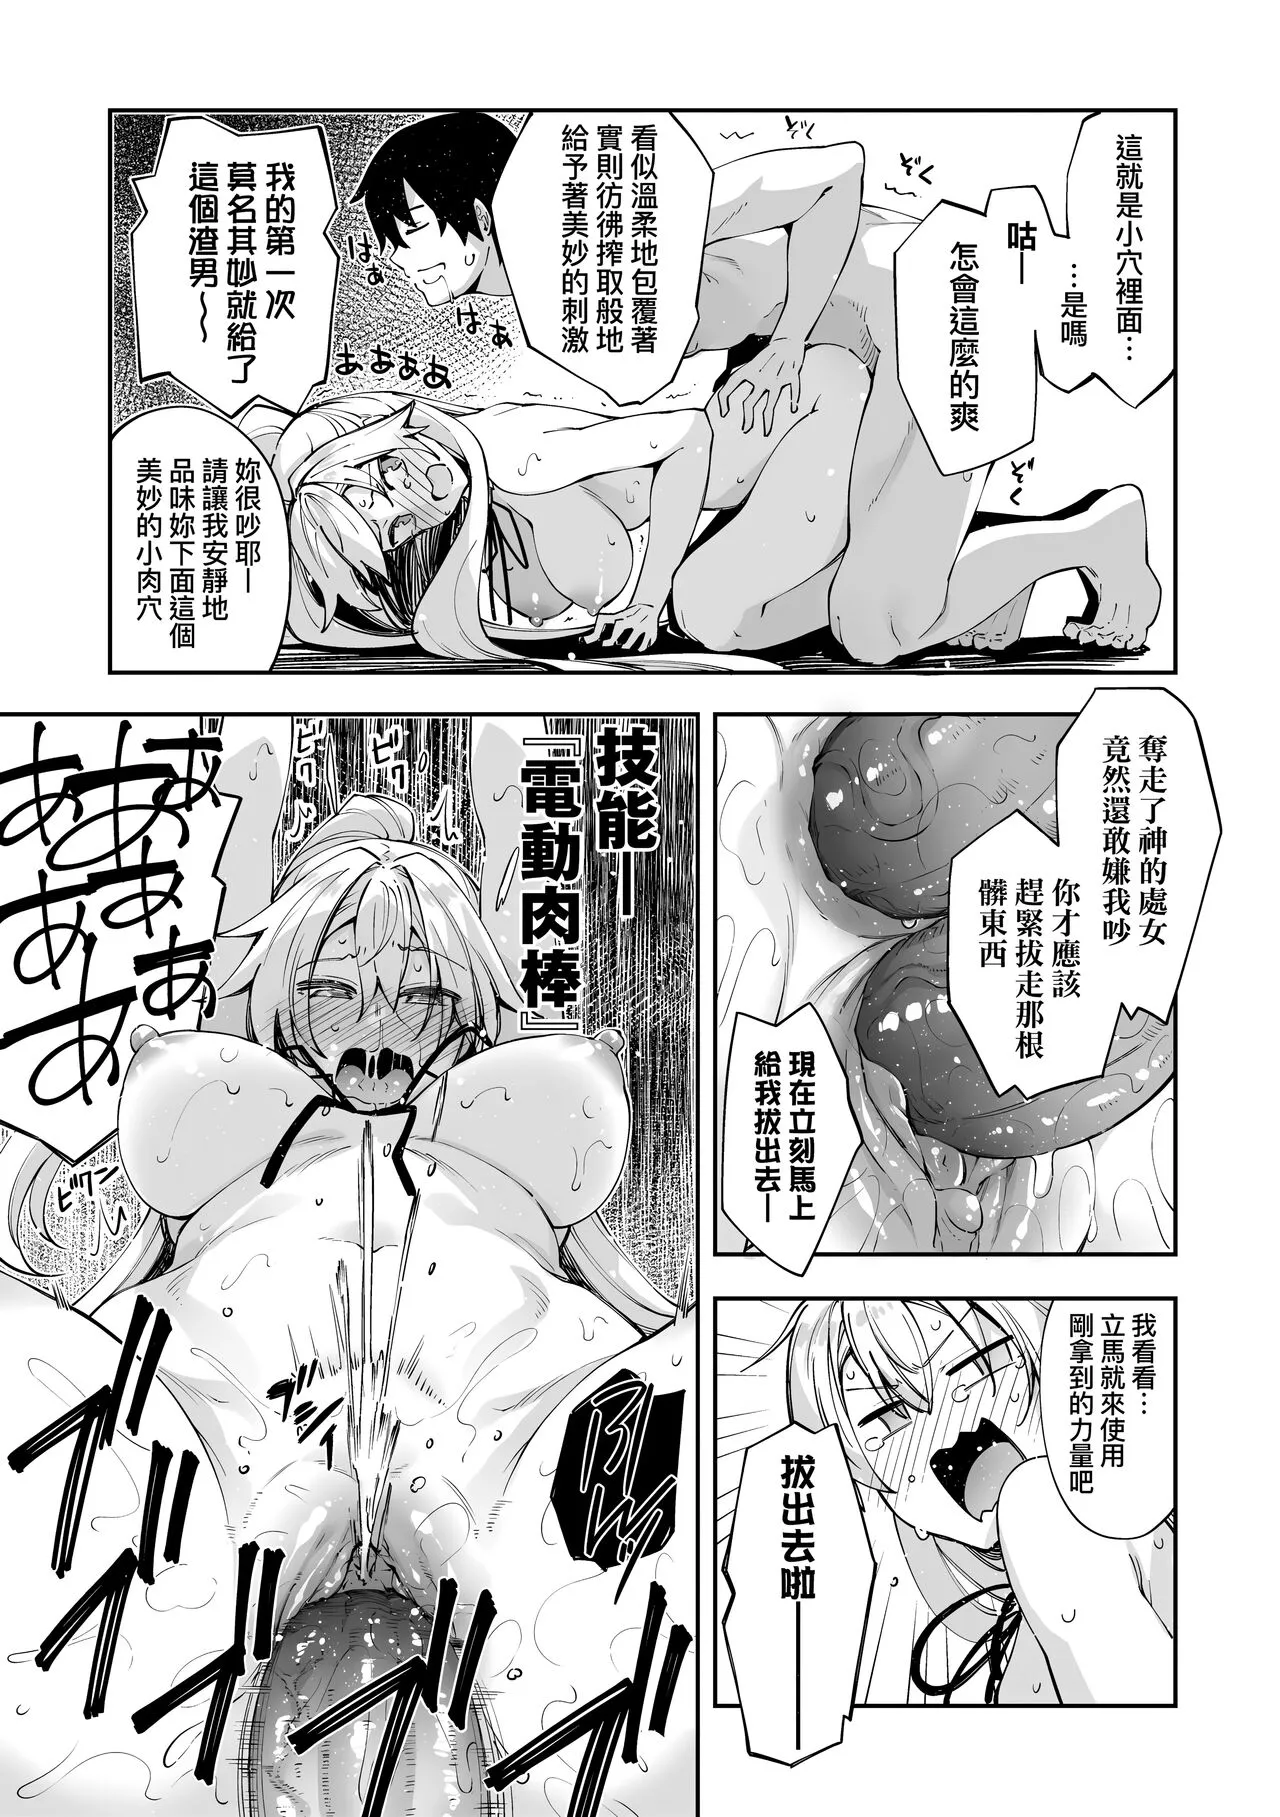 這就是小穴裡面…
…是嗎
咕—
怎會這麼的爽
看似溫柔地包覆著
實則彷彿搾取般地
給予著美妙的刺激
我的第一次
莫名其妙就給了
這個渣男～～
妳很吵耶—
請讓我安靜地
品味妳下面這個
美妙的小肉穴
ぞくぞく
ぞくっ
はぁ
はぁ
ああああ
奪走了神的處女
竟然還敢嫌我吵
你才應該
趕緊拔走那根
髒東西
現在立刻馬上
給我拔出去—
我看看…
立馬就來使用
剛拿到的力量吧
拔出去啦———
技能—
『電動肉棒』
ビクッ
ビクン